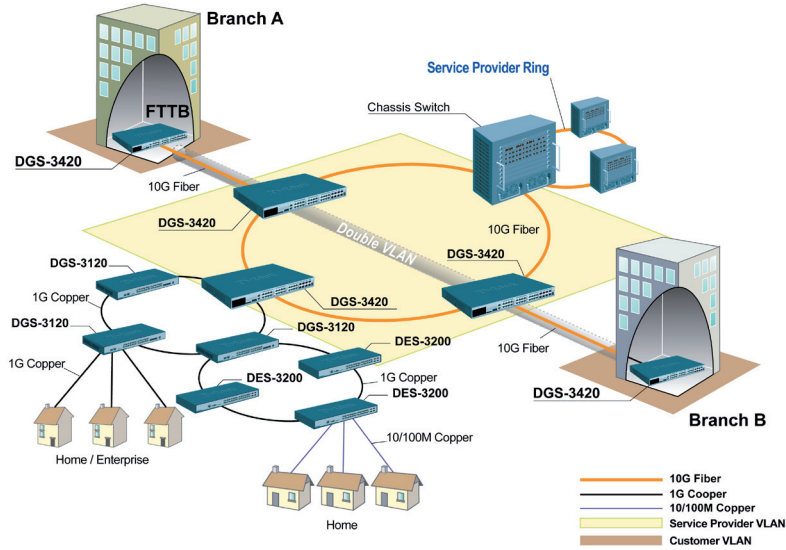 Branch A
FTTB
DGS-3420
10G Fiber
Service Provider Ring
Chassis Switch
DGS-3420
10G Fiber
Double VLAN
DGS-3420
DGS-3120
1G Copper
DGS-3120
DGS-3420
DGS-3120
DES-3200
10G Fiber
1G Copper
DES-3200
1G Copper
DES-3200
DGS-3420
Branch B
10/100M Copper
Home / Enterprise
Home
10G Fiber
1G Cooper
10/100M Copper
Service Provider VLAN
Customer VLAN